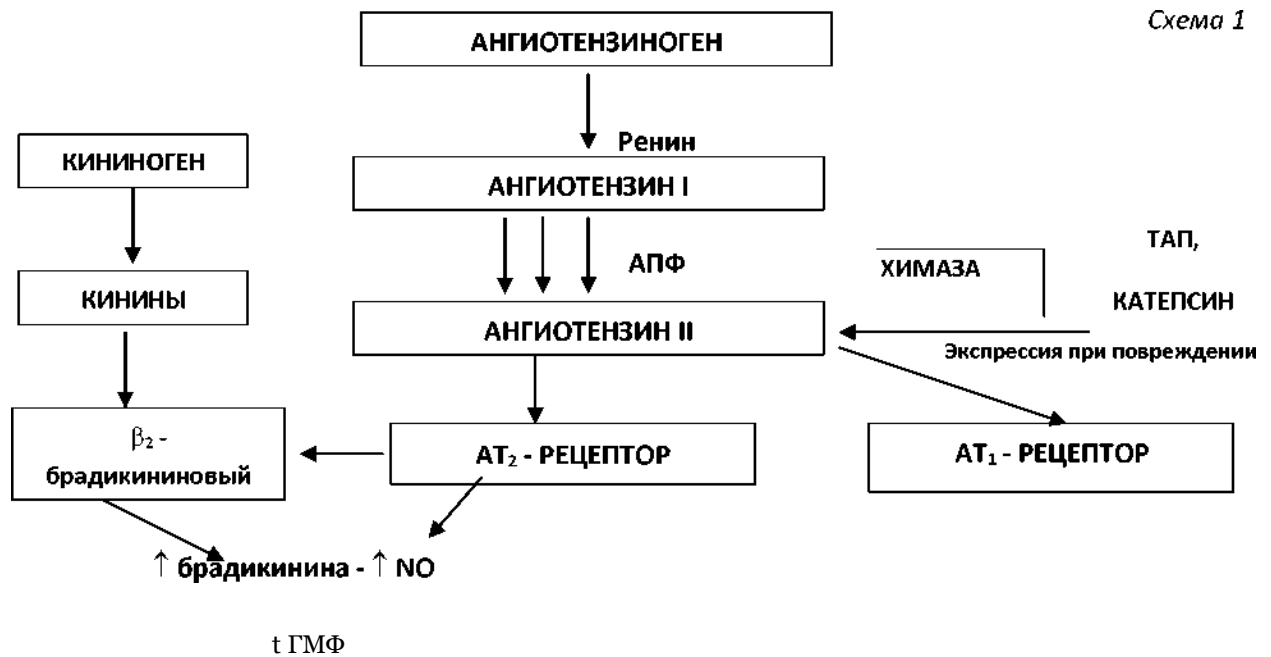 Схема 1
АНГИОТЕНЗИНОГЕН
Ренин
КИНИНОГЕН
АНГИОТЕНЗИН I
АПФ
ХИМАЗА
ТАП,
КАТЕПСИН
КИНИНЫ
АНГИОТЕНЗИН II
Экспрессия при повреждении
β₂ -
брадикининовый
АТ₂ - РЕЦЕПТОР
АТ₁ - РЕЦЕПТОР
↑ брадикинина - ↑ NO
t ГМФ